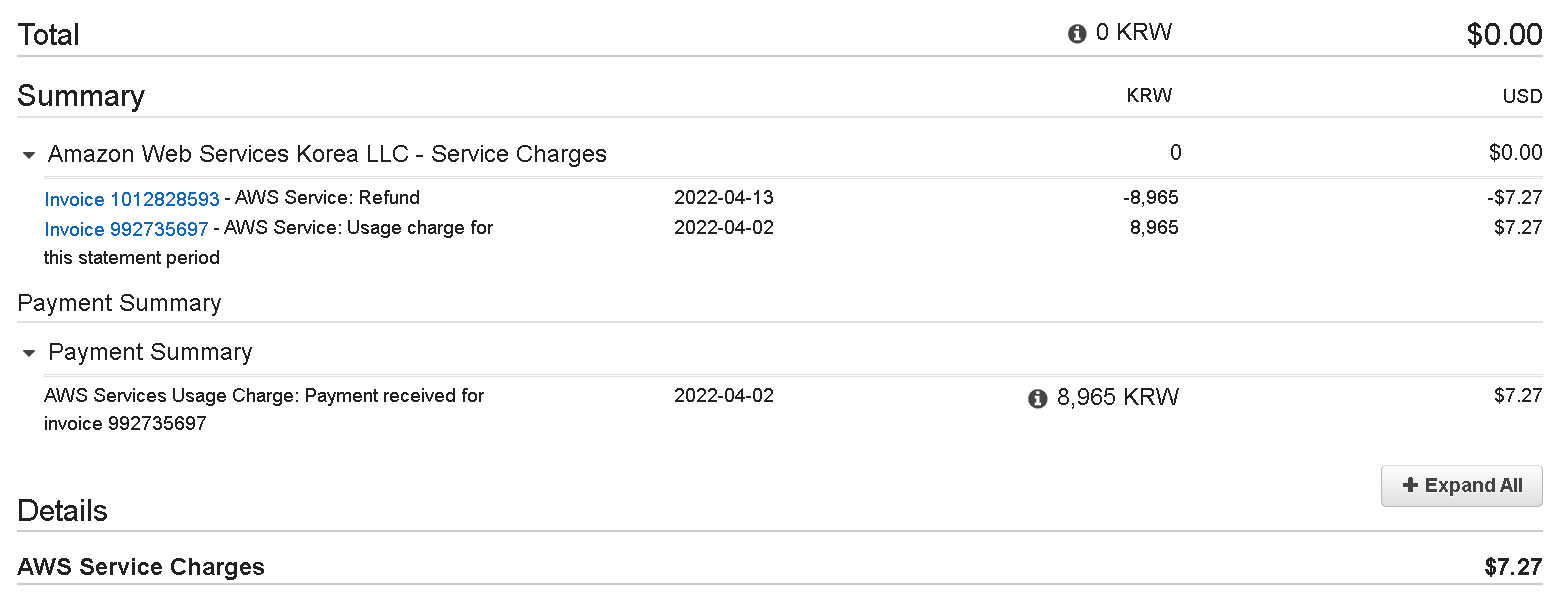 Total 0 KRW $0.00
Summary KRW USD
Amazon Web Services Korea LLC - Service Charges 0 $0.00
Invoice 1012828593 - AWS Service: Refund 2022-04-13 -8,965 -$7.27
Invoice 992735697 - AWS Service: Usage charge for 2022-04-02 8,965 $7.27
this statement period
Payment Summary
Payment Summary
AWS Services Usage Charge: Payment received for 2022-04-02 8,965 KRW $7.27
invoice 992735697
+ Expand All
Details
AWS Service Charges $7.27